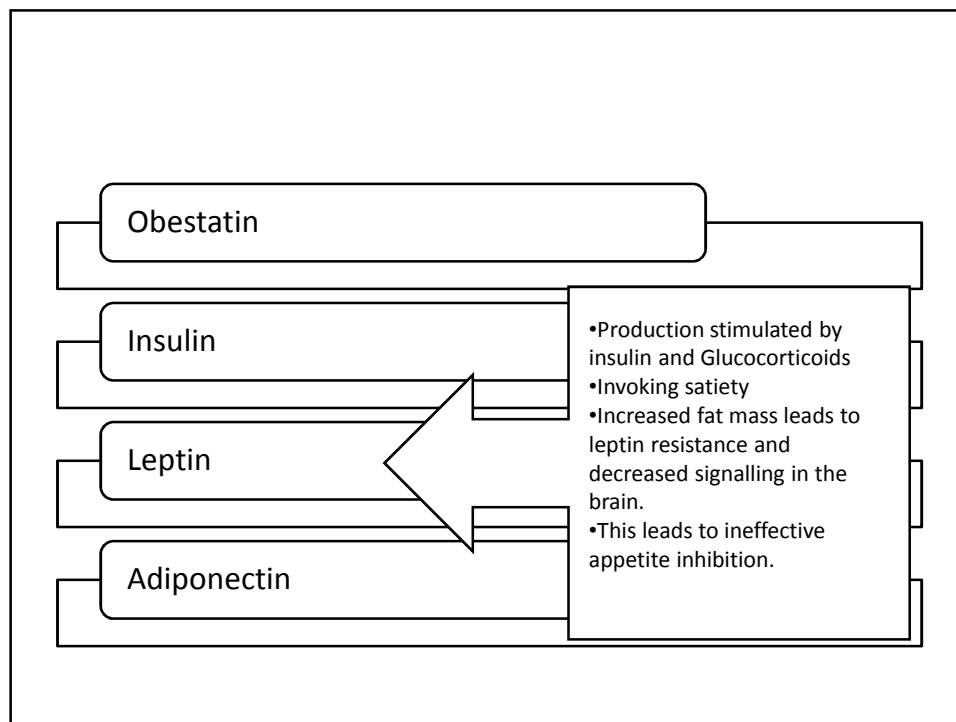 Obestatin
Insulin
Leptin
Adiponectin
•Production stimulated by
insulin and Glucocorticoids
•Invoking satiety
•Increased fat mass leads to
leptin resistance and
decreased signalling in the
brain.
•This leads to ineffective
appetite inhibition.